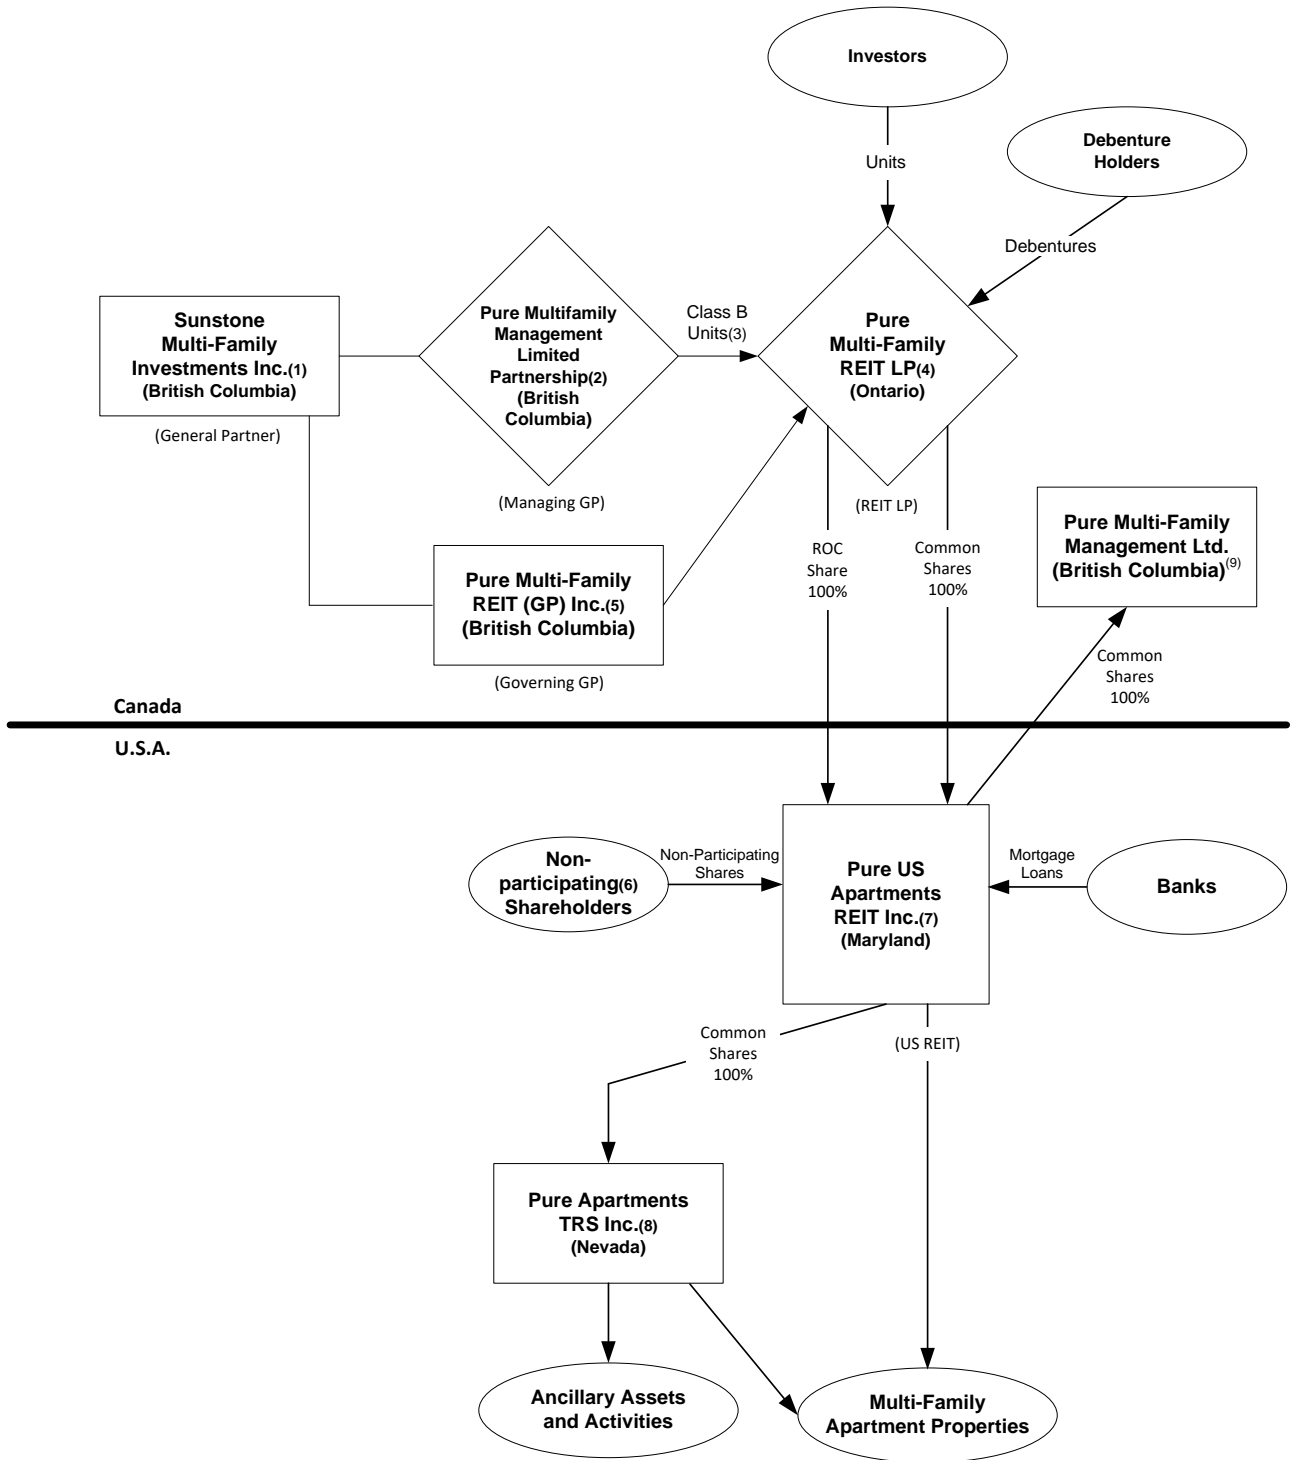 Investors
Units
Debenture
Holders
Debentures
Sunstone
Multi-Family
Investments Inc.(1)
(British Columbia)
(General Partner)
Pure Multifamily
Management
Limited
Partnership(2)
(British
Columbia)
(Managing GP)
Class B
Units(3)
Pure
Multi-Family
REIT LP(4)
(Ontario)
(REIT LP)
Pure Multi-Family
REIT (GP) Inc.(5)
(British Columbia)
(Governing GP)
ROC
Share
100%
Common
Shares
100%
Pure Multi-Family
Management Ltd.
(British Columbia)(9)
Common
Shares
100%
Canada
U.S.A.
Non-
participating(6)
Shareholders
Non-Participating
Shares
Pure US
Apartments
REIT Inc.(7)
(Maryland)
Mortgage
Loans
Banks
Common
Shares
100%
(US REIT)
Pure Apartments
TRS Inc.(8)
(Nevada)
Ancillary Assets
and Activities
Multi-Family
Apartment Properties